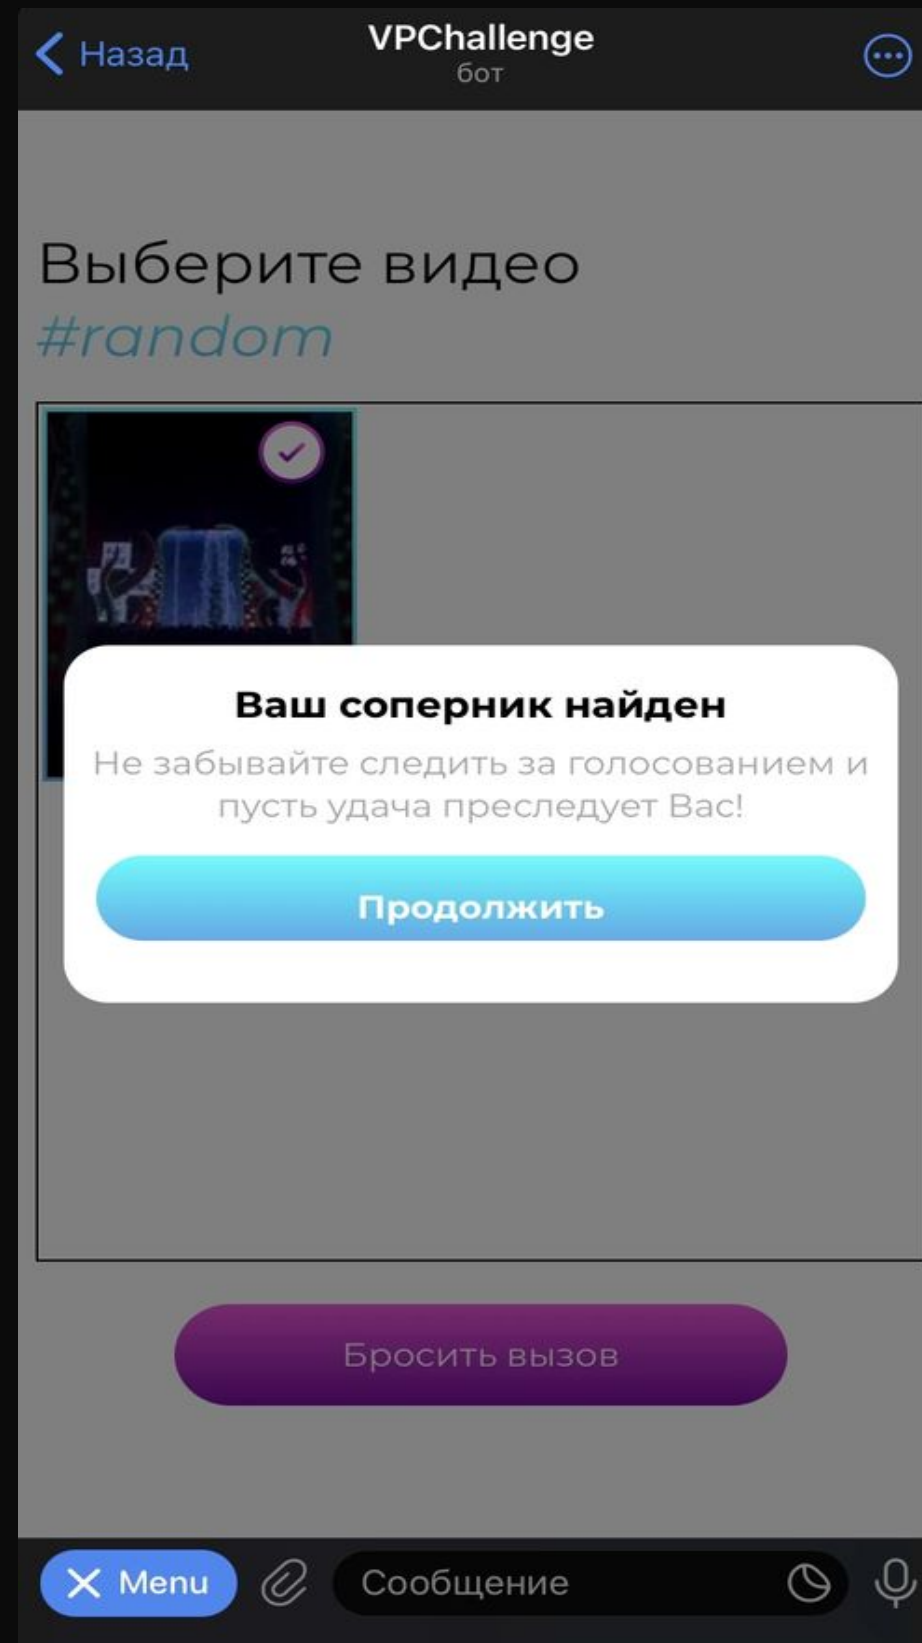 Назад
VPChallenge
бот
Выберите видео
#random
Ваш соперник найден
Не забывайте следить за голосованием и
пусть удача преследует Вас!
Продолжить
Бросить вызов
Menu
Сообщение